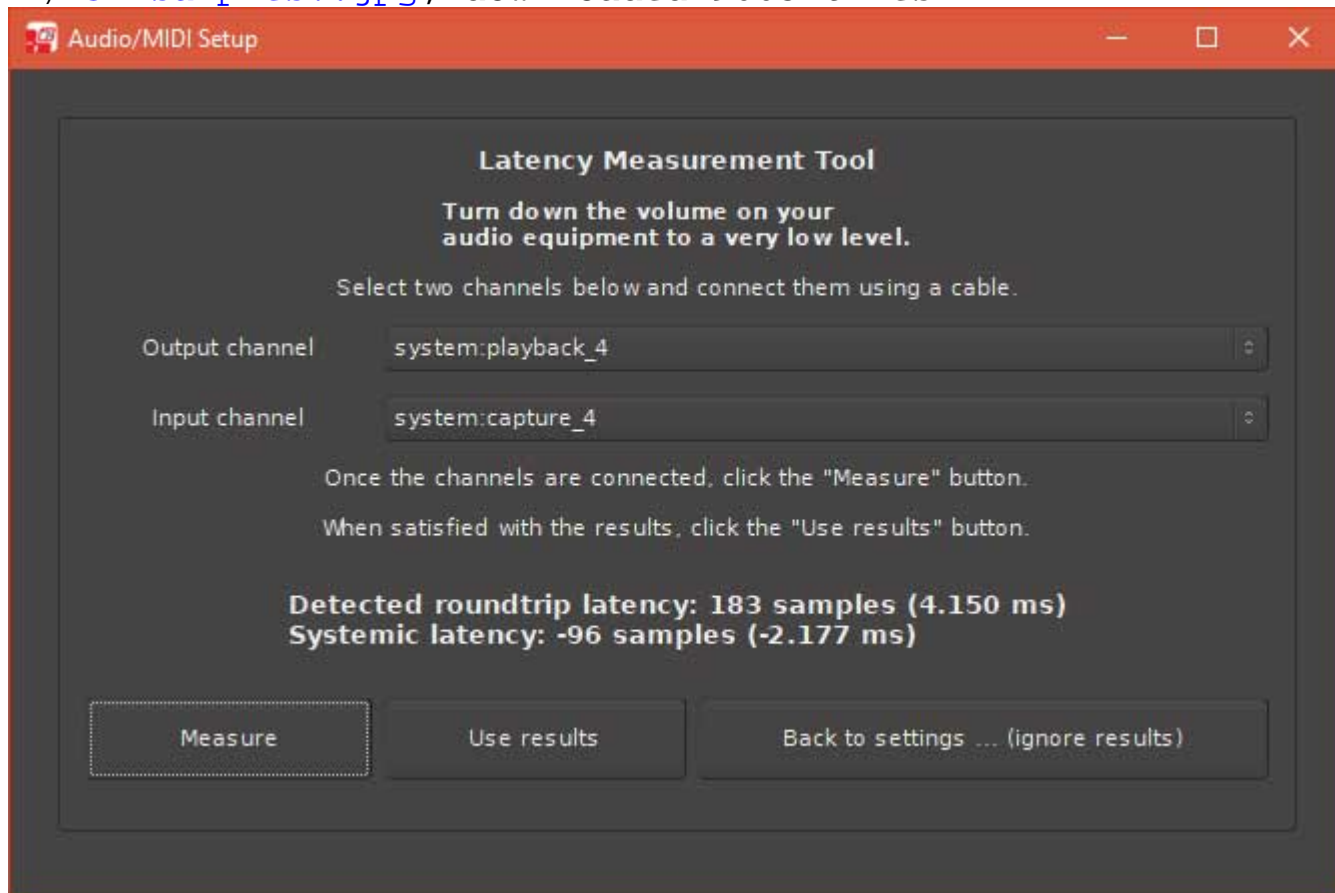 Audio/MIDI Setup
Latency Measurement Tool
Turn down the volume on your
audio equipment to a very low level.
Select two channels below and connect them using a cable.
Output channel system:playback_4
Input channel system:capture_4
Once the channels are connected, click the "Measure" button.
When satisfied with the results, click the "Use results" button.
Detected roundtrip latency: 183 samples (4.150 ms)
Systemic latency: -96 samples (-2.177 ms)
Measure Use results Back to settings ... (ignore results)